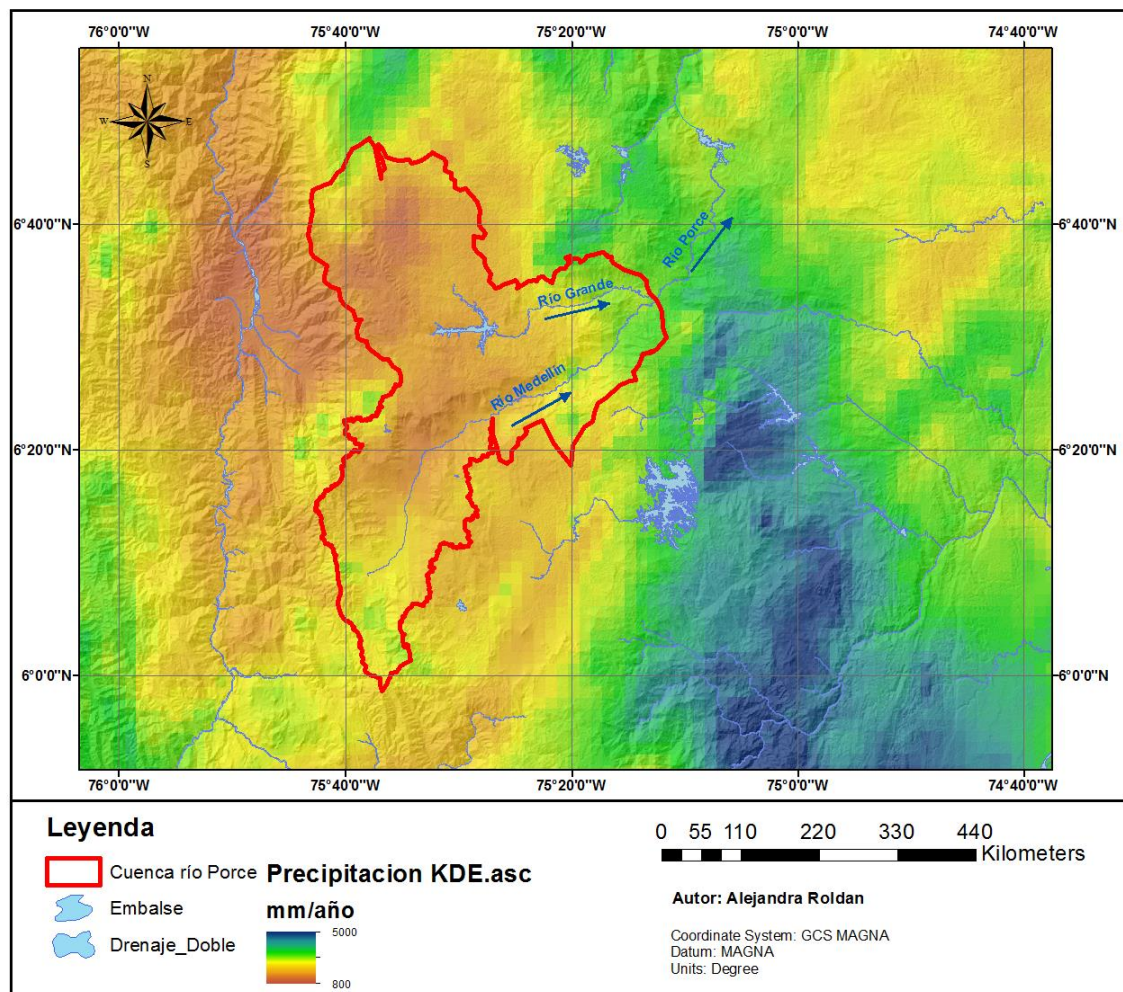 76°0'0"W 75°40'0"W 75°20'0"W 75°0'0"W 74°40'0"W
N
W E
S
6°40'0"N 6°40'0"N
Río Porce
Río Grande
Río Medellín
6°20'0"N 6°20'0"N
6°0'0"N 6°0'0"N
76°0'0"W 75°40'0"W 75°20'0"W 75°0'0"W 74°40'0"W
Leyenda
Cuenca río Porce
Embalse
Drenaje_Doble
Precipitacion KDE.asc
mm/año
5000
800
0 55 110 220 330 440
Kilometers
Autor: Alejandra Roldan
Coordinate System: GCS MAGNA
Datum: MAGNA
Units: Degree